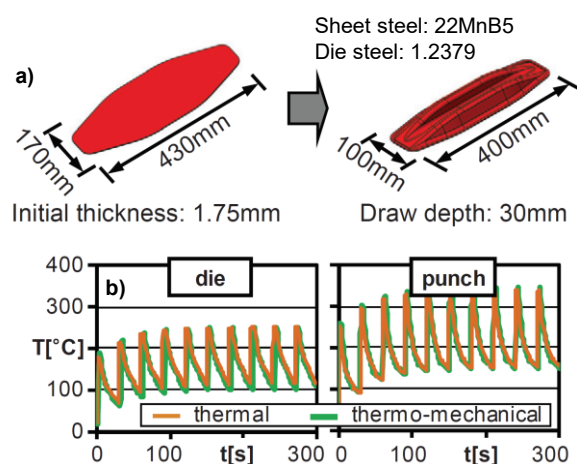 Sheet steel: 22MnB5
Die steel: 1.2379
a)
170mm
430mm
100mm
400mm
Initial thickness: 1.75mm
Draw depth: 30mm
b)
die
punch
T[°C]
400
300
200
100
0
thermal
thermo-mechanical
0
100
t[s]
300
0
100
t[s]
300